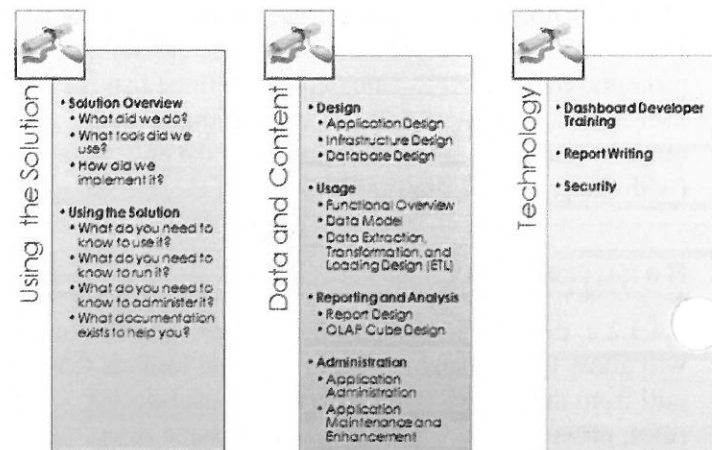 Using the Solution
• Solution Overview
• What did we do?
• What tools did we
use?
• How did we
implement it?
• Using the Solution
• What do you need to
know to use it?
• What do you need to
know to run it?
• What do you need to
know to administer it?
• What documentation
exists to help you?
Data and Content
• Design
• Application Design
• Infrastructure Design
• Database Design
• Usage
• Functional Overview
• Data Model
• Data Extraction,
Transformation, and
Loading Design (ETL)
• Reporting and Analysis
• Report Design
• OLAP Cube Design
• Administration
• Application
Administration
• Application
Maintenance and
Enhancement
Technology
• Dashboard Developer
Training
• Report Writing
• Security